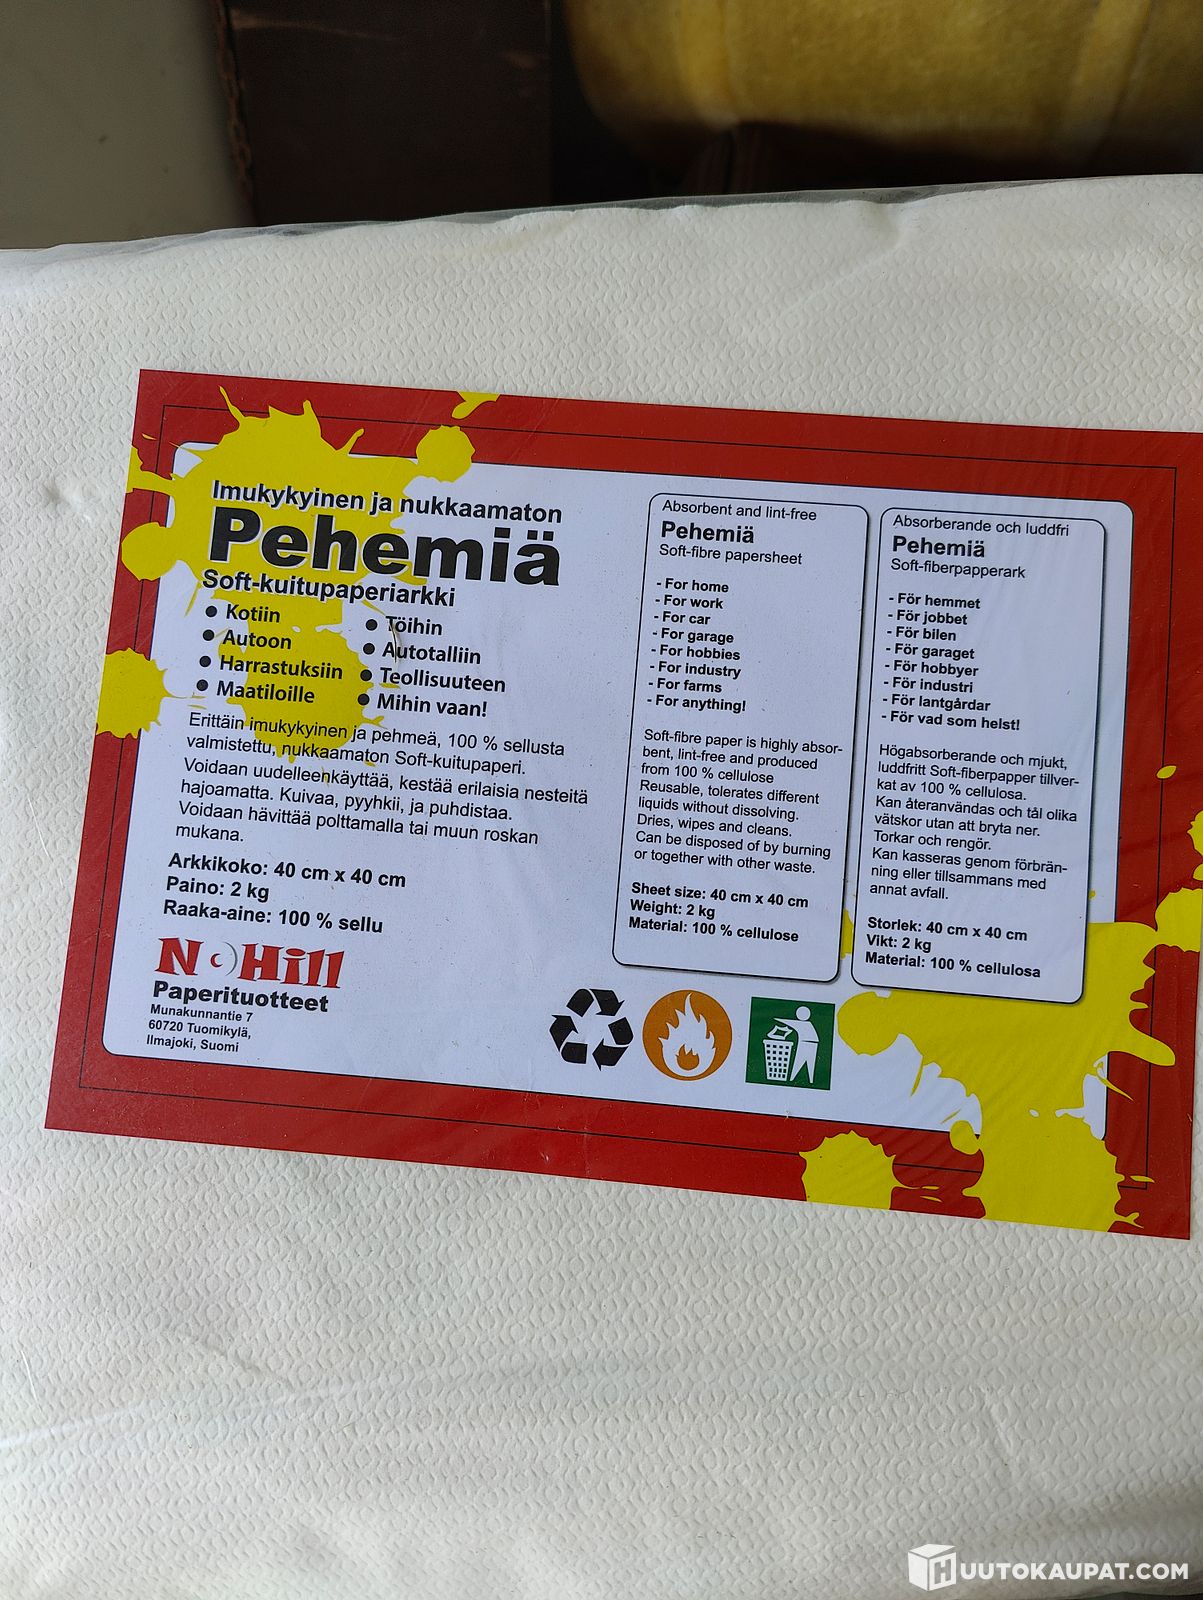 Imukykyinen ja nukkaamaton
Pehemiä
Soft-kuitupaperiarkki
● Kotiin
● Autoon
● Harrastuksiin
● Maatiloille
● Töihin
● Autotalliin
● Teollisuuteen
● Mihin vaan!
Erittäin imukykyinen ja pehmeä, 100 % sellusta
valmistettu, nukkaamaton Soft-kuitupaperi.
Voidaan uudelleenkäyttää, kestää erilaisia nesteitä
hajoamatta. Kuivaa, pyyhkii, ja puhdistaa.
Voidaan hävittää polttamalla tai muun roskan
mukana.
Arkkikoko: 40 cm x 40 cm
Paino: 2 kg
Raaka-aine: 100 % sellu
NoHill
Paperituotteet
Munakunnantie 7
60720 Tuomikylä,
Ilmajoki, Suomi
Absorbent and lint-free
Pehemiä
Soft-fibre papersheet
- For home
- For work
- For car
- For garage
- For hobbies
- For industry
- For farms
- For anything!
Soft-fibre paper is highly absor-
bent, lint-free and produced
from 100 % cellulose
Reusable, tolerates different
liquids without dissolving.
Dries, wipes and cleans.
Can be disposed of by burning
or together with other waste.
Sheet size: 40 cm x 40 cm
Weight: 2 kg
Material: 100 % cellulose
Absorberande och luddfri
Pehemiä
Soft-fiberpapperark
- För hemmet
- För jobbet
- För bilen
- För garaget
- För hobbyer
- För industri
- För lantgårdar
- För vad som helst!
Högabsorberande och mjukt,
luddfritt Soft-fiberpapper tillver-
kat av 100 % cellulosa.
Kan återanvändas och tål olika
vätskor utan att bryta ner.
Torkar och rengör.
Kan kasseras genom förbrän-
ning eller tillsammans med
annat avfall.
Storlek: 40 cm x 40 cm
Vikt: 2 kg
Material: 100 % cellulosa
HUUTOKAUPAT.COM